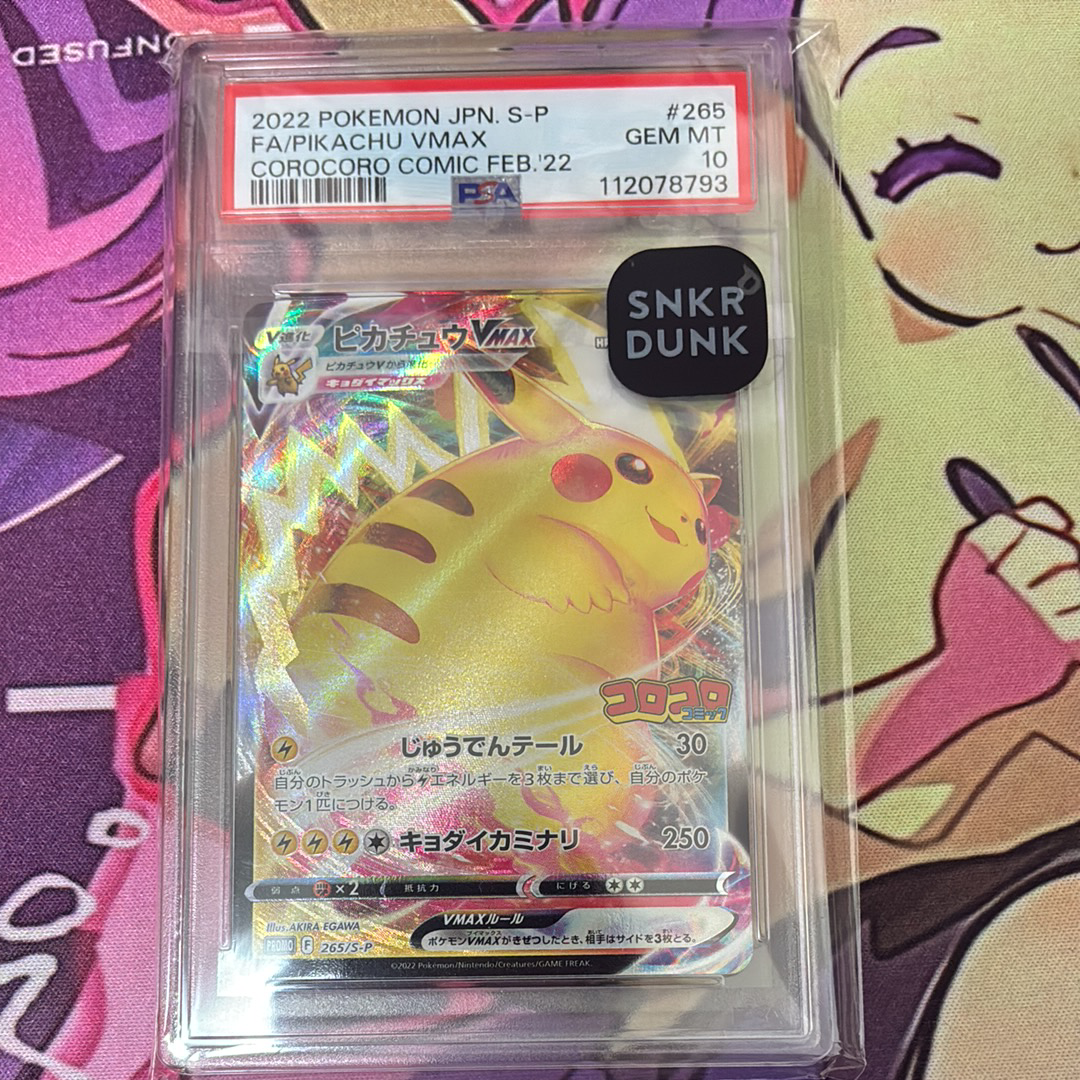 ONFUSED
2022 POKEMON JPN. S-P
#265
FA/PIKACHU VMAX
GEM MT
COROCORO COMIC FEB.'22
10
PSA
112078793
SNKR
DUNK
V進化
ピカチュウVMAX
ピカチュウVから進化
キョダイマックス
コロコロ
コミック
じゅうでんテール
30
自分のトラッシュからエネルギーを3枚まで選び、自分のポケ
モン1匹につける。
キョダイカミナリ
250
弱点
×2
抵抗力
にげる
VMAXルール
ポケモンVMAXがきぜつしたとき、相手はサイドを3枚とる。
Illus.AKIRA EGAWA
PROMO F 265/S-P
©2022 Pokémon/Nintendo/Creatures/GAME FREAK.